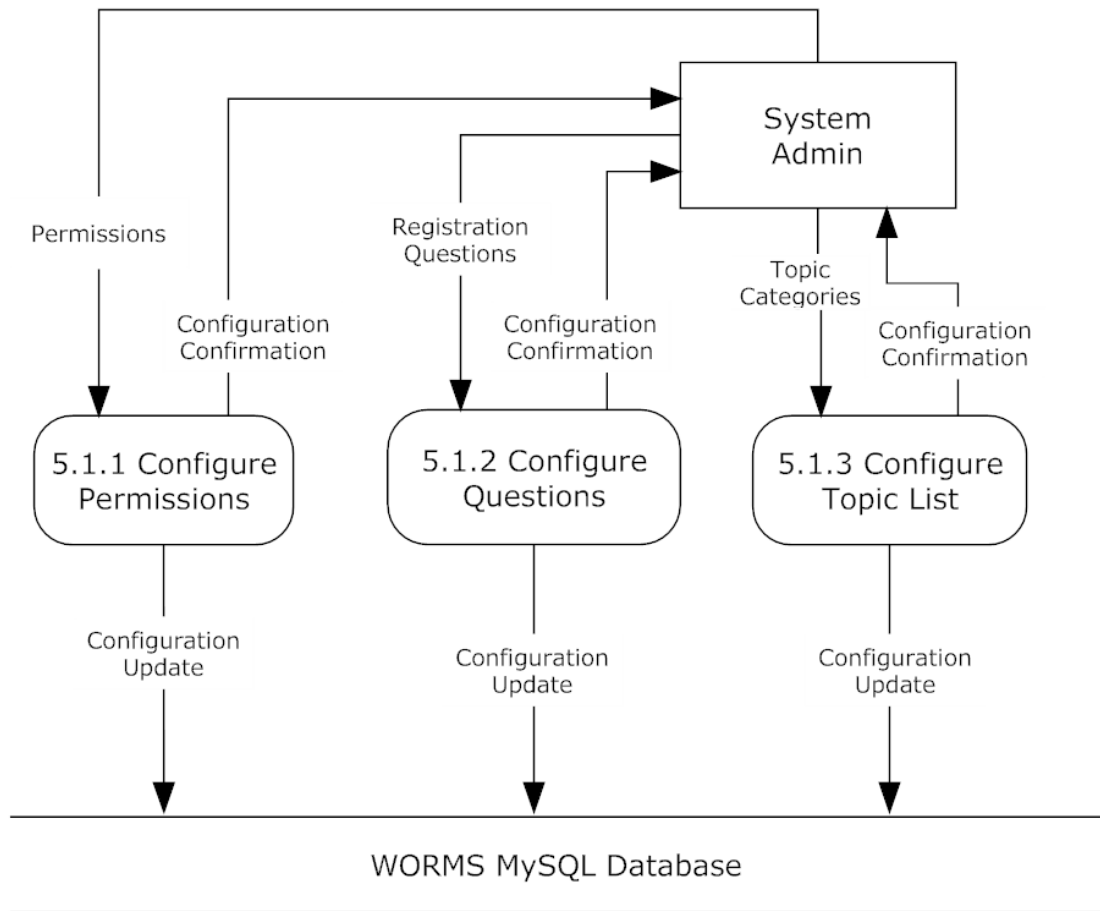 System
Admin
Permissions
Registration
Questions
Topic
Categories
Configuration
Confirmation
Configuration
Confirmation
Configuration
Confirmation
5.1.1 Configure
Permissions
5.1.2 Configure
Questions
5.1.3 Configure
Topic List
Configuration
Update
Configuration
Update
Configuration
Update
WORMS MySQL Database